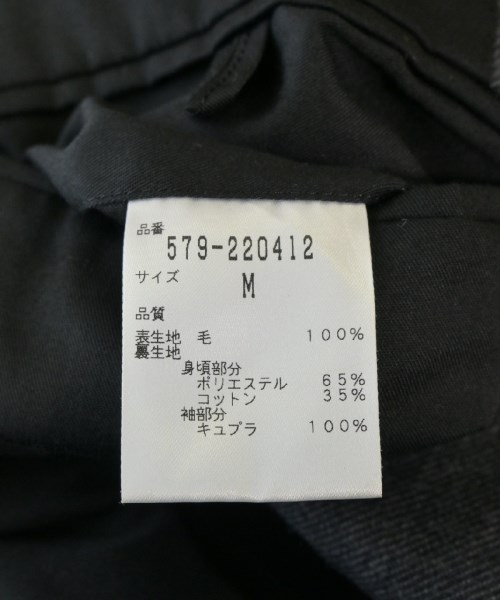 品番
579-220412
サイズ
M
品質
表生地 毛 100%
裏生地
身頃部分
ポリエステル 65%
コットン 35%
袖部分
キュプラ 100%